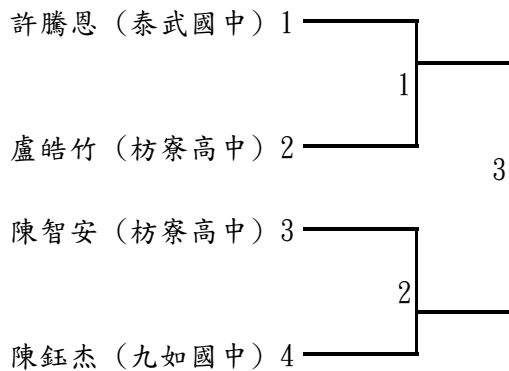 許騰恩（泰武國中）1
1
盧皓竹（枋寮高中）2
3
陳智安（枋寮高中）3
2
陳鈺杰（九如國中）4